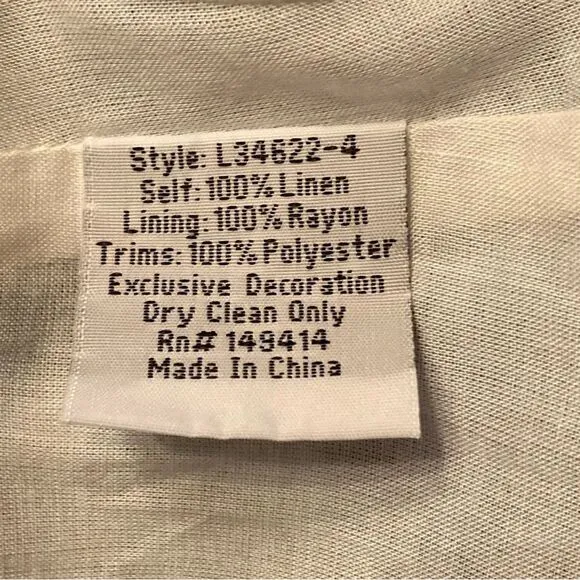 Style: L34622-4
Self: 100% Linen
Lining: 100% Rayon
Trims: 100% Polyester
Exclusive Decoration
Dry Clean Only
Rn# 149414
Made In China